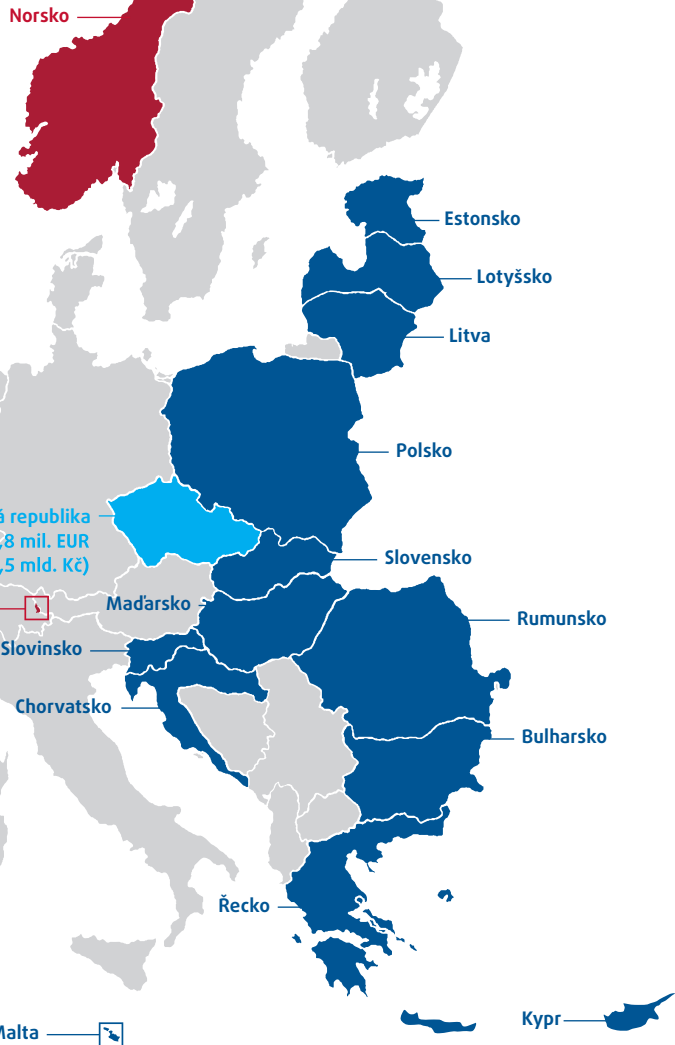 Norsko
Estonsko
Lotyšsko
Litva
Polsko
republika
8 mil. EUR
5 mld. Kč)
Slovensko
Maďarsko
Rumunsko
Slovinsko
Chorvatsko
Bulharsko
Řecko
Kypr
Malta